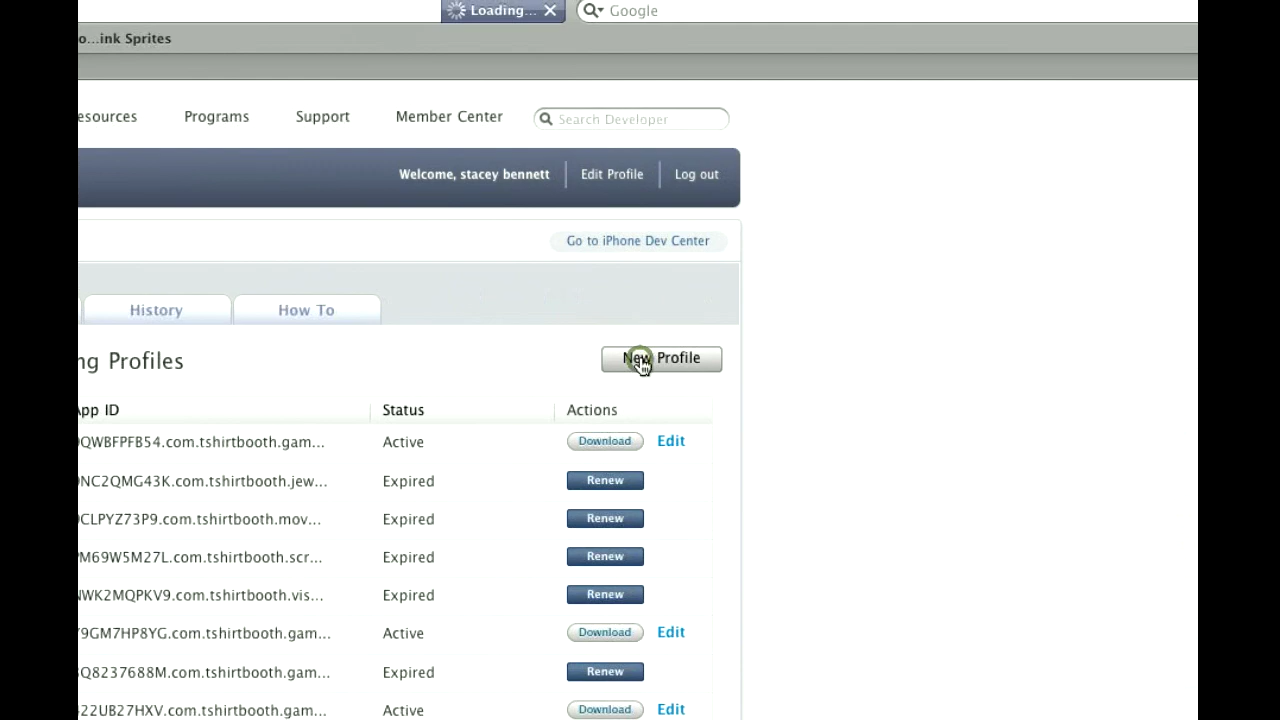 Loading... Google
o...ink Sprites
esources Programs Support Member Center Search Developer
Welcome, stacey bennett Edit Profile Log out
Go to iPhone Dev Center
History How To
ng Profiles New Profile
App ID Status Actions
QWBFPFB54.com.tshirtbooth.gam... Active Download Edit
NC2QMG43K.com.tshirtbooth.jew... Expired Renew
CLPYZ73P9.com.tshirtbooth.mov... Expired Renew
M69W5M27L.com.tshirtbooth.scr... Expired Renew
WK2MQPKV9.com.tshirtbooth.vis... Expired Renew
9GM7HP8YG.com.tshirtbooth.gam... Active Download Edit
Q8237688M.com.tshirtbooth.gam... Expired Renew
22UB27HXV.com.tshirtbooth.gam... Active Download Edit